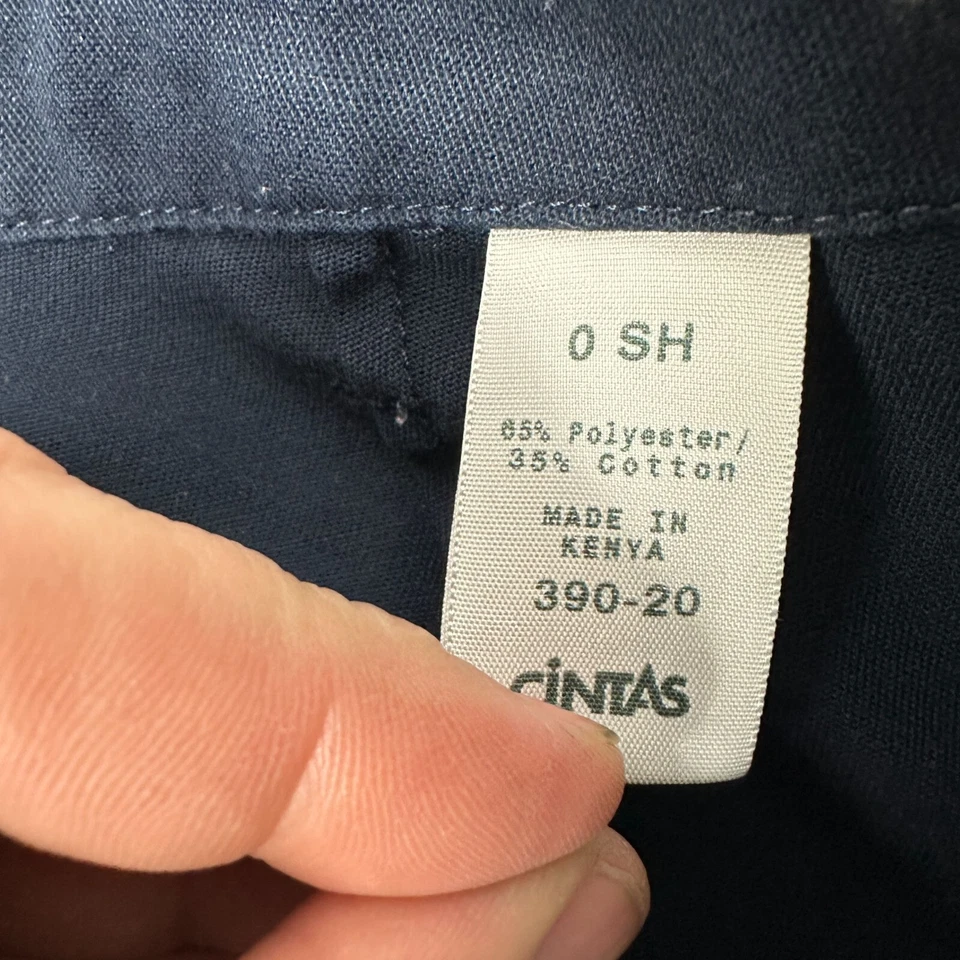 0 SH
65% Polyester/
35% Cotton
MADE IN
KENYA
390-20
CINTAS